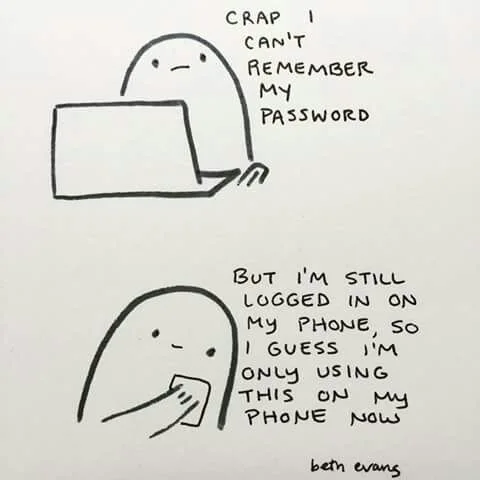 CRAP I
CAN'T
REMEMBER
MY
PASSWORD
BUT I'M STILL
LOGGED IN ON
MY PHONE, SO
I GUESS I'M
ONLY USING
THIS ON MY
PHONE NOW
beth evans